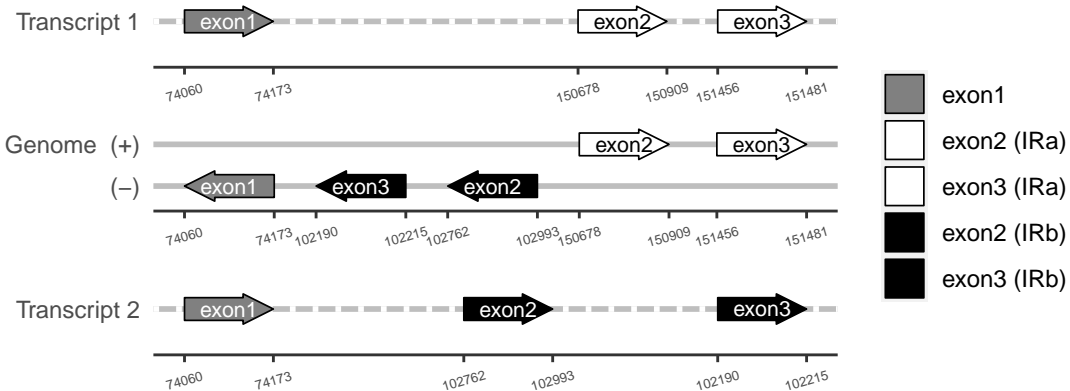 Transcript 1 exon1 exon2 exon3
74060 74173 150678 150909 151456 151481
Genome (+) exon2 exon3
(−) exon1 exon3 exon2
74060 74173 102190 102215 102762 102993 150678 150909 151456 151481
Transcript 2 exon1 exon2 exon3
74060 74173 102762 102993 102190 102215
exon1
exon2 (IRa)
exon3 (IRa)
exon2 (IRb)
exon3 (IRb)